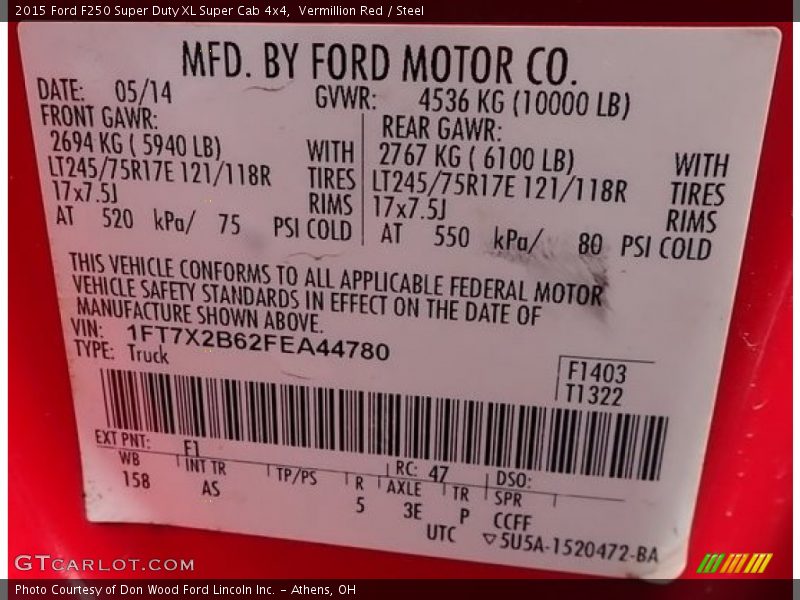 2015 Ford F250 Super Duty XL Super Cab 4x4,  Vermillion Red / Steel
MFD. BY FORD MOTOR CO.
DATE: 05/14 GVWR: 4536 KG (10000 LB)
FRONT GAWR: REAR GAWR:
2694 KG ( 5940 LB) WITH 2767 KG ( 6100 LB) WITH
LT245/75R17E 121/118R TIRES LT245/75R17E 121/118R TIRES
17x7.5J RIMS 17x7.5J RIMS
AT 520 kPa/ 75 PSI COLD AT 550 kPa/ 80 PSI COLD
THIS VEHICLE CONFORMS TO ALL APPLICABLE FEDERAL MOTOR
VEHICLE SAFETY STANDARDS IN EFFECT ON THE DATE OF
MANUFACTURE SHOWN ABOVE.
VIN: 1FT7X2B62FEA44780
TYPE: Truck
F1403
T1322
EXT PNT: F1 RC: 47 DSO:
WB INT TR TP/PS R AXLE TR SPR
158 AS 5 3E P CCFF
UTC ▽5U5A-1520472-BA
GTCARLOT.COM
Photo Courtesy of Don Wood Ford Lincoln Inc. - Athens, OH